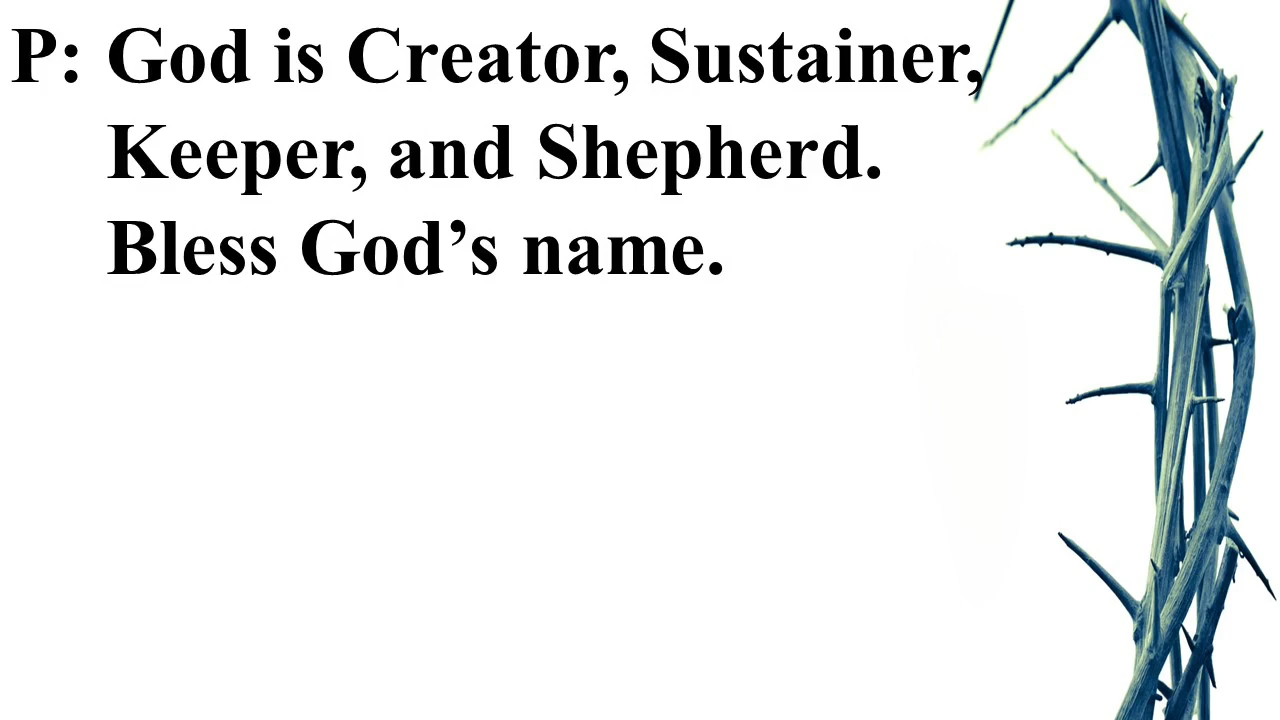 P: God is Creator, Sustainer,
Keeper, and Shepherd.
Bless God’s name.